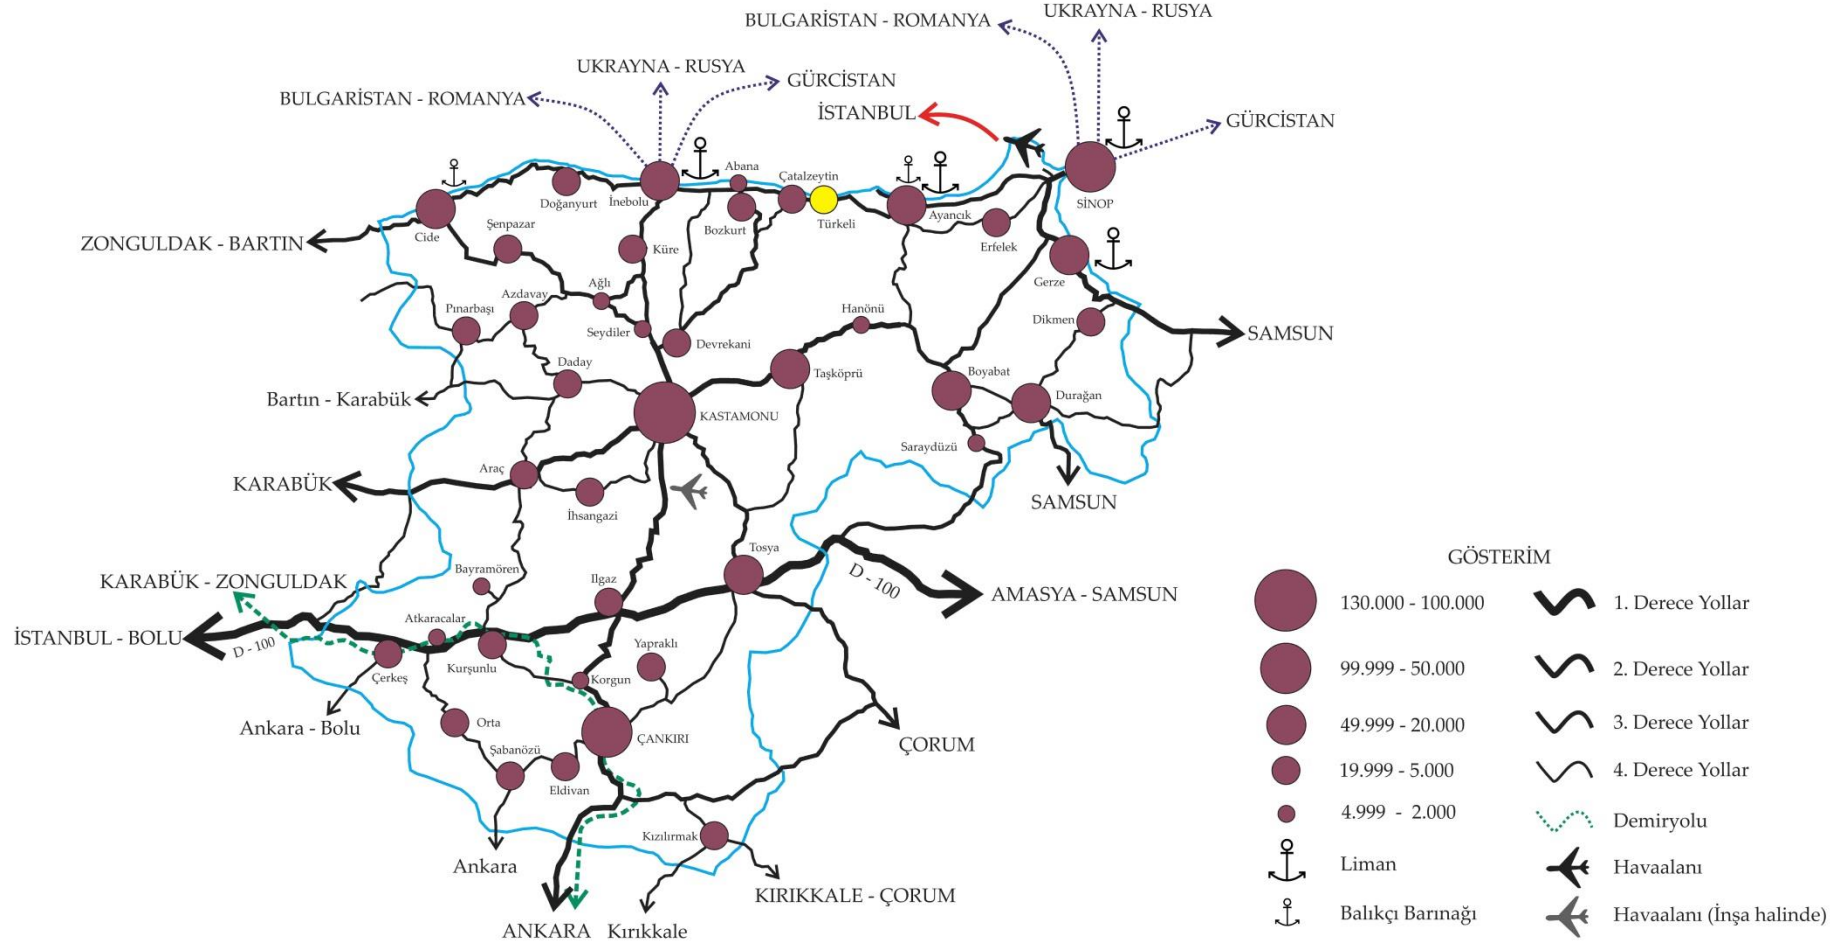 UKRAYNA - RUSYA
BULGARİSTAN - ROMANYA
UKRAYNA - RUSYA
GÜRCİSTAN
BULGARİSTAN - ROMANYA
İSTANBUL
GÜRCİSTAN
Abana
Çatalzeytin
Doğanyurt
İnebolu
SİNOP
Cide
Şenpazar
Bozkurt
Türkeli
Ayancık
Erfelek
ZONGULDAK - BARTIN
Küre
Gerze
Ağlı
Azdavay
Pınarbaşı
Hanönü
Dikmen
Seydiler
Devrekani
SAMSUN
Daday
Taşköprü
Boyabat
Durağan
Bartın - Karabük
KASTAMONU
Saraydüzü
Araç
KARABÜK
İhsangazi
SAMSUN
Tosya
GÖSTERİM
Bayramören
Ilgaz
D - 100
KARABÜK - ZONGULDAK
AMASYA - SAMSUN
130.000 - 100.000
1. Derece Yollar
Atkaracalar
İSTANBUL - BOLU
D - 100
Yapraklı
Kurşunlu
99.999 - 50.000
2. Derece Yollar
Çerkeş
Korgun
Ankara - Bolu
Orta
49.999 - 20.000
3. Derece Yollar
ÇANKIRI
ÇORUM
Şabanözü
19.999 - 5.000
4. Derece Yollar
Eldivan
4.999 - 2.000
Demiryolu
Kızılırmak
Ankara
Liman
Havaalanı
KIRIKKALE - ÇORUM
Balıkçı Barınağı
Havaalanı (İnşa halinde)
ANKARA
Kırıkkale